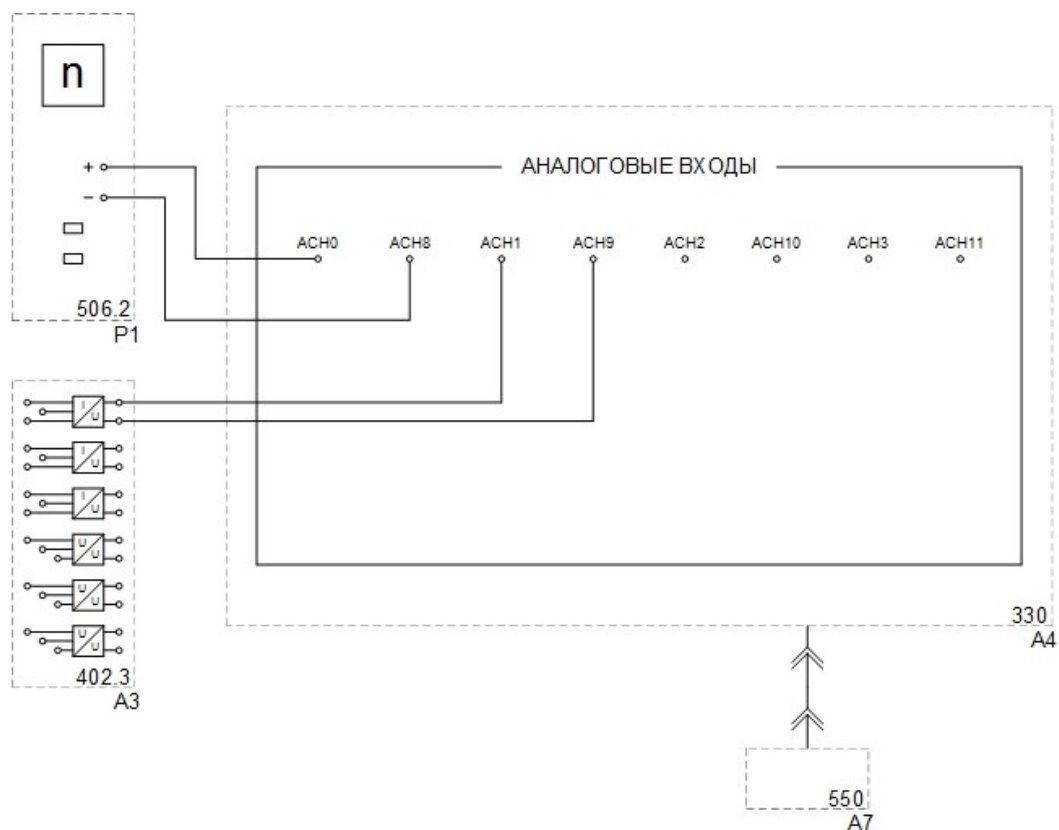 n
АНАЛОГОВЫЕ ВХОДЫ
+
−
ACH0 ACH8 ACH1 ACH9 ACH2 ACH10 ACH3 ACH11
506.2
P1
I U
I U
I U
U U
U U
U U
402.3
A3
330
A4
550
A7